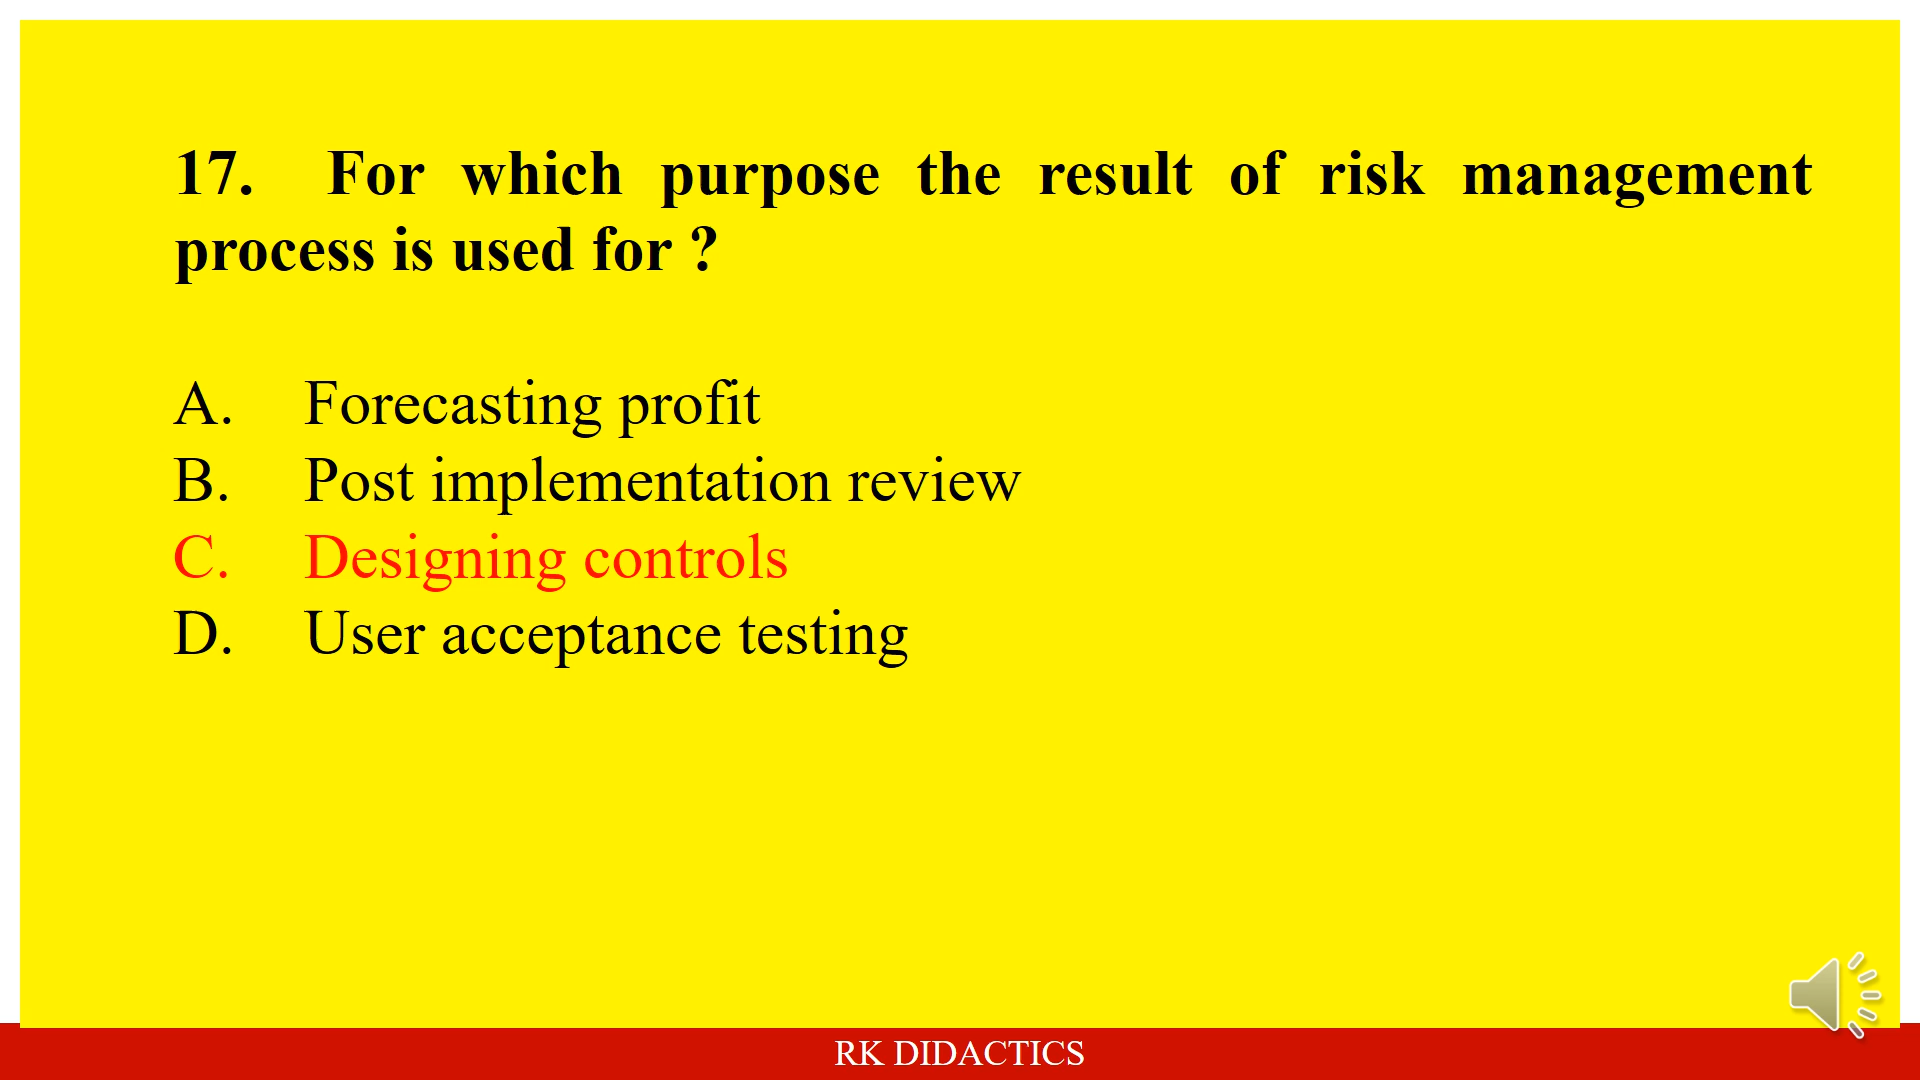 17. For which purpose the result of risk management
process is used for ?
A. Forecasting profit
B. Post implementation review
C. Designing controls
D. User acceptance testing
RK DIDACTICS